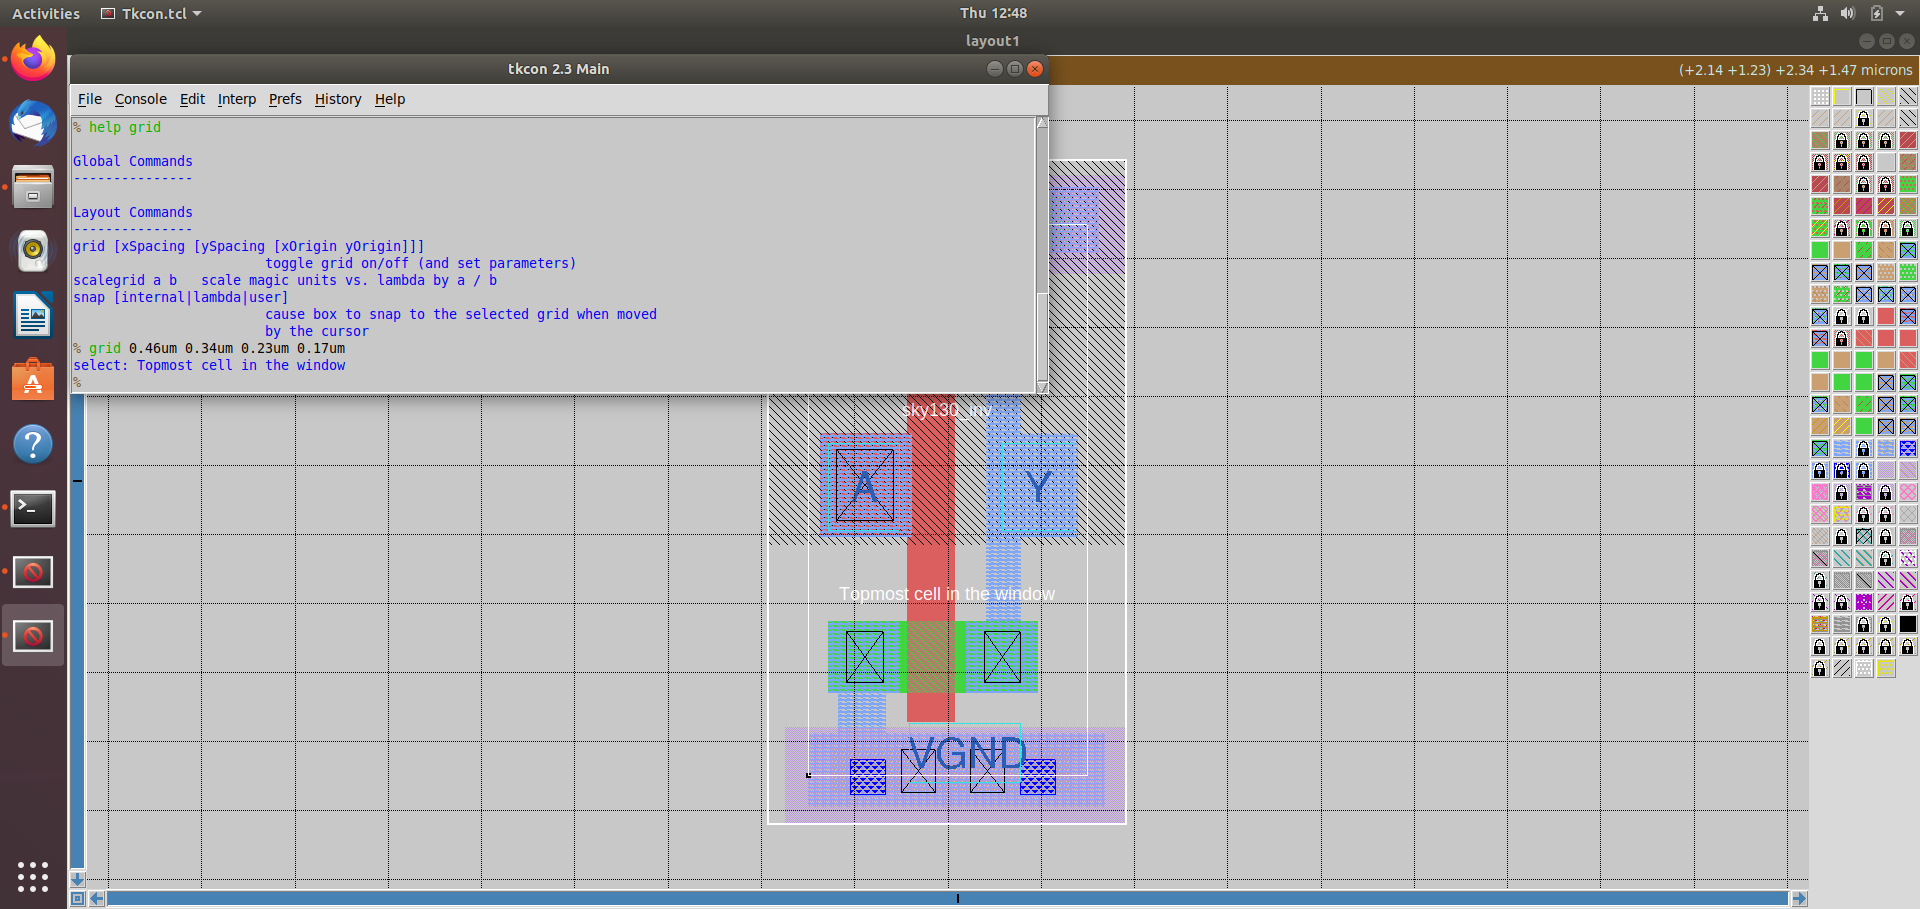 Activities
Tkcon.tcl
Thu 12:48
layout1
tkcon 2.3 Main
(+2.14 +1.23) +2.34 +1.47 microns
File Console Edit Interp Prefs History Help
% help grid
Global Commands
---------------
Layout Commands
---------------
grid [xSpacing [ySpacing [xOrigin yOrigin]]]
toggle grid on/off (and set parameters)
scalegrid a b scale magic units vs. lambda by a / b
snap [internal|lambda|user]
cause box to snap to the selected grid when moved
by the cursor
% grid 0.46um 0.34um 0.23um 0.17um
select: Topmost cell in the window
%
sky130_inv
A
Y
Topmost cell in the window
VGND